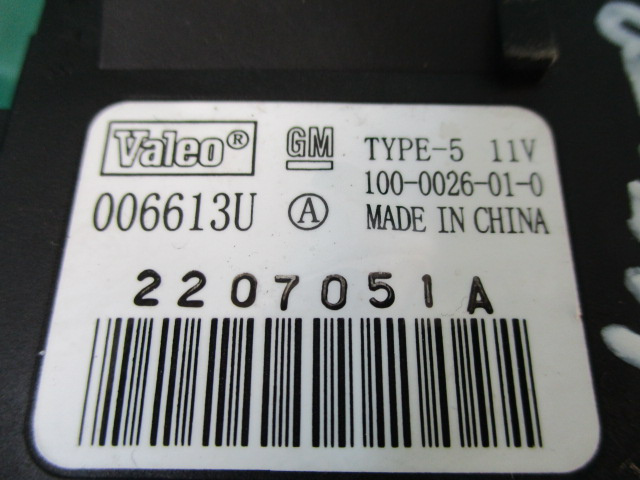 Valeo® GM TYPE-5 11V
100-0026-01-0
006613U A MADE IN CHINA
2207051A